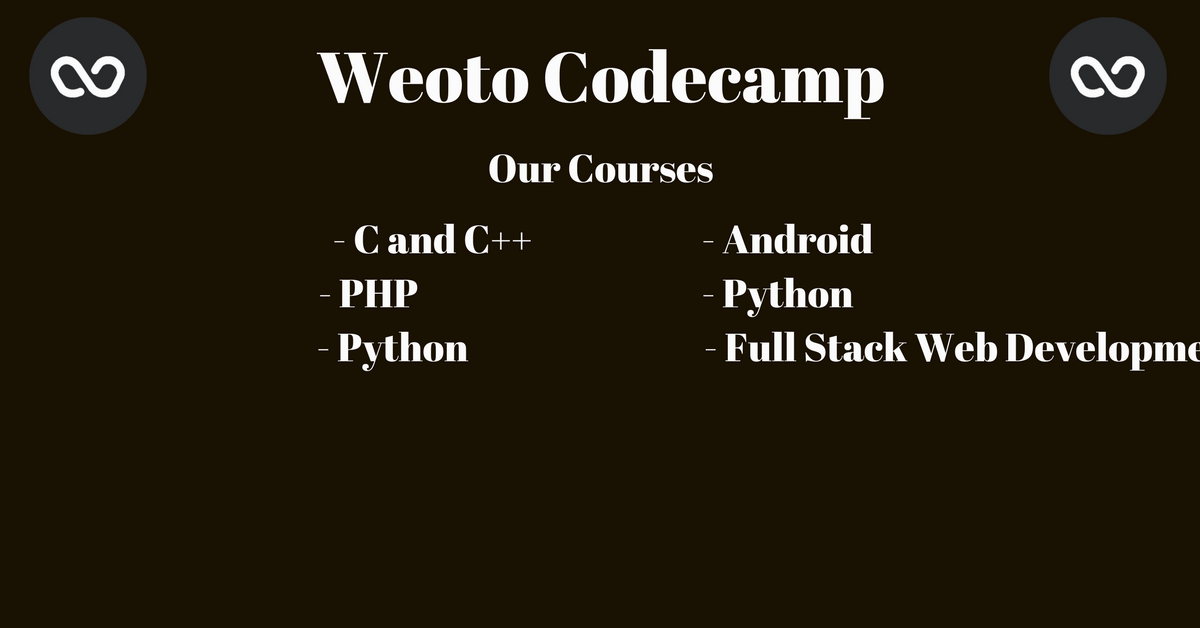 Weoto Codecamp
Our Courses
- C and C++
- PHP
- Python
- Android
- Python
- Full Stack Web Developme